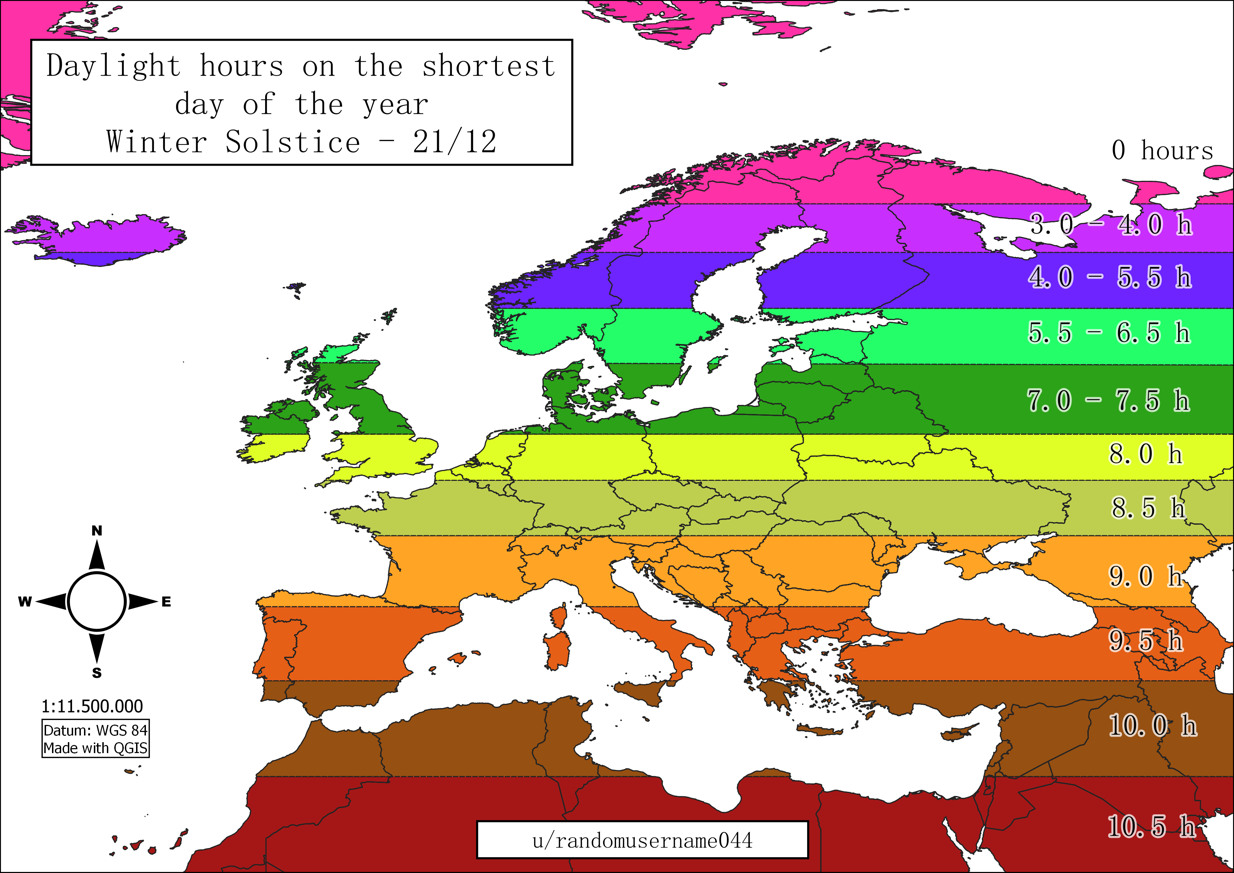 Daylight hours on the shortest
day of the year
Winter Solstice - 21/12
0 hours
3.0 - 4.0 h
4.0 - 5.5 h
5.5 - 6.5 h
7.0 - 7.5 h
8.0 h
8.5 h
9.0 h
9.5 h
10.0 h
10.5 h
N
W
E
S
1:11.500.000
Datum: WGS 84
Made with QGIS
u/randomusername044